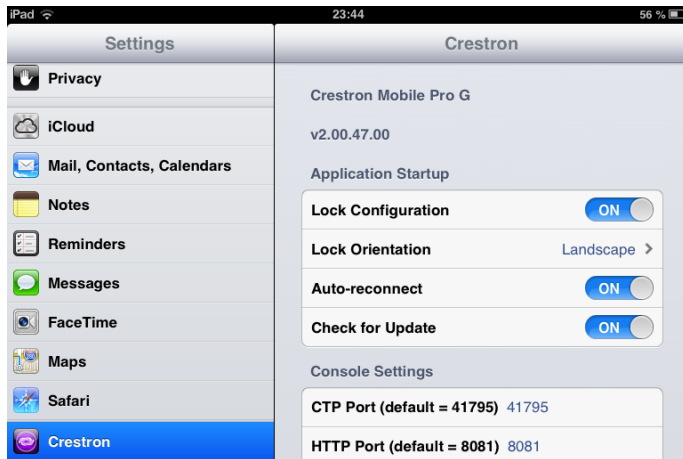 iPad 23:44 56 %
Settings
Crestron
Privacy
iCloud
Mail, Contacts, Calendars
Notes
Reminders
Messages
FaceTime
Maps
Safari
Crestron
Crestron Mobile Pro G
v2.00.47.00
Application Startup
Lock Configuration ON
Lock Orientation Landscape
Auto-reconnect ON
Check for Update ON
Console Settings
CTP Port (default = 41795) 41795
HTTP Port (default = 8081) 8081